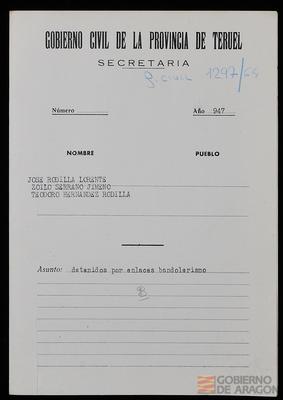 GOBIERNO CIVIL DE LA PROVINCIA DE TERUEL
SECRETARIA
G. CIVIL 1297/65
Número
Año 947
NOMBRE PUEBLO
JOSE RODILLA LORENTE
ZOILO SERRANO JIMENO
TEODORO HERNANDEZ RODILLA
Asunto: detenidos por enlaces bandolerismo
B
GOBIERNO
DE ARAGON